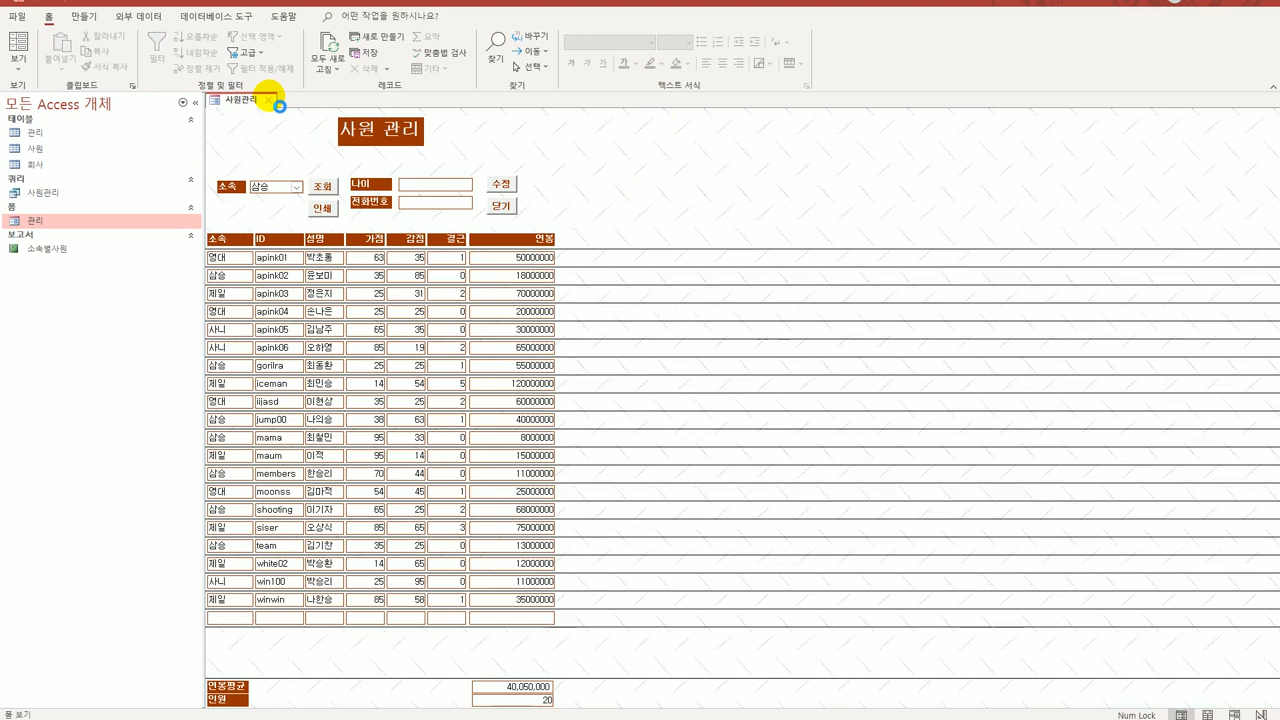 파일 홈 만들기 외부 데이터 데이터베이스 도구 도움말 어떤 작업을 원하시나요?
보기 붙여넣기 잘라내기 복사 서식 복사 필터 오름차순 내림차순 정렬 제거 선택 영역 고급 필터 적용/해제 모두 새로 고침 새로 만들기 저장 삭제 요약 맞춤법 검사 기타 찾기 바꾸기 이동 선택
보기 클립보드 정렬 및 필터 레코드 찾기 텍스트 서식
모든 Access 개체
테이블
관리
사원
회사
쿼리
사원관리
폼
관리
보고서
소속별사원
사원관리
사원 관리
소속 삼승 조회 나이 수정
인쇄 전화번호 닫기
소속 ID 성명 가점 감점 결근 연봉
영대 apink01 박초롱 63 35 1 50000000
삼승 apink02 윤보미 35 85 0 18000000
제일 apink03 정은지 25 31 2 70000000
영대 apink04 손나은 25 25 0 20000000
사니 apink05 김남주 65 35 0 30000000
사니 apink06 오하영 85 19 2 65000000
삼승 gorilra 최동환 25 25 1 55000000
제일 iceman 최민승 14 54 5 120000000
영대 iijasd 이현상 35 25 2 60000000
삼승 jump00 나의승 38 63 1 40000000
삼승 mama 최철민 95 33 0 8000000
제일 maum 이적 95 14 0 15000000
삼승 members 한승리 70 44 0 11000000
영대 moonss 김마적 54 45 1 25000000
삼승 shooting 이기자 65 25 2 68000000
제일 siser 오상식 85 65 3 75000000
삼승 team 김기찬 35 25 0 13000000
제일 white02 박승환 14 65 0 12000000
사니 win100 박승리 25 95 0 11000000
제일 winwin 나한승 85 58 1 35000000
연봉평균 40,050,000
인원 20
폼 보기 Num Lock